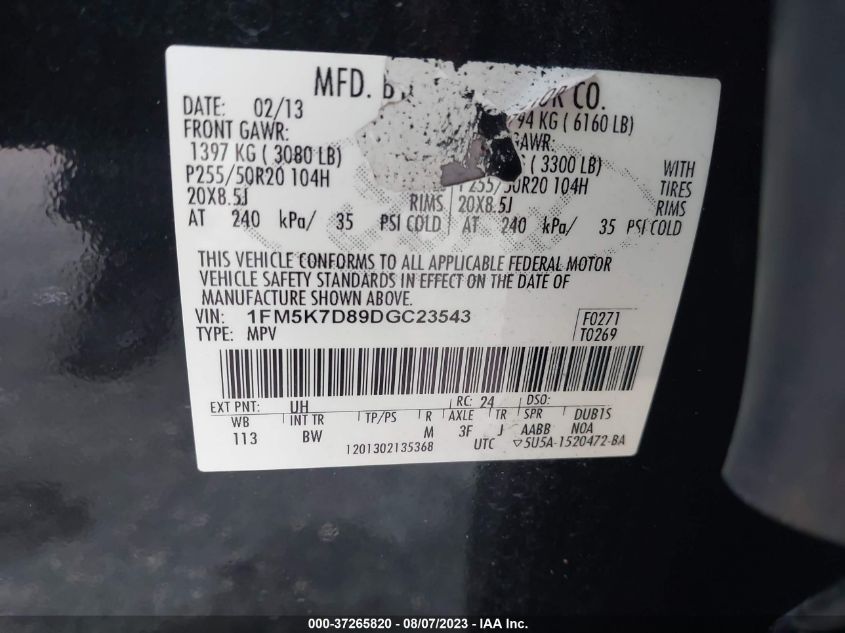 MFD. B CO.
DATE: 02/13
FRONT GAWR: 94 KG ( 6160 LB)
1397 KG ( 3080 LB) GAWR:
P255/50R20 104H ( 3300 LB) WITH
20X8.5J RIMS P255/50R20 104H TIRES
AT 240 kPa/ 35 PSI COLD 20X8.5J RIMS
AT 240 kPa/ 35 PSI COLD
THIS VEHICLE CONFORMS TO ALL APPLICABLE FEDERAL MOTOR
VEHICLE SAFETY STANDARDS IN EFFECT ON THE DATE OF
MANUFACTURE SHOWN ABOVE.
VIN: 1FM5K7D89DGC23543 F0271
TYPE: MPV T0269
EXT PNT: UH RC: 24 DSO:
WB INT TR TP/PS R AXLE TR SPR DUB1S
113 BW M 3F J AABB NOA
1201302135368 UTC ▽5U5A-1520472-BA
000-37265820 - 08/07/2023 - IAA Inc.